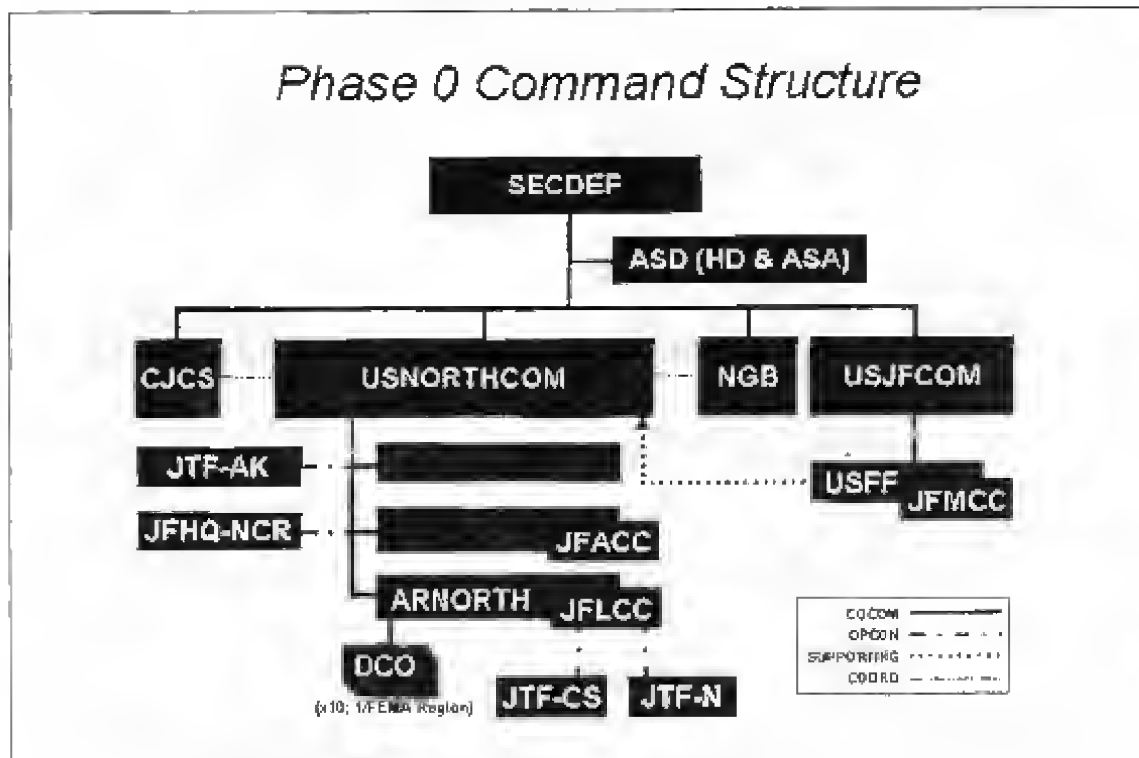 Phase 0 Command Structure
SECDEF
ASD (HD & ASA)
CJCS
USNORTHCOM
NGB
USJFCOM
JTF-AK
USFF
JFMCC
JFHQ-NCR
JFACC
ARNORTH
JFLCC
DCO
(x10; 1/FEMA Region)
JTF-CS
JTF-N
COCOM
OPCON
SUPPORTING
COORD